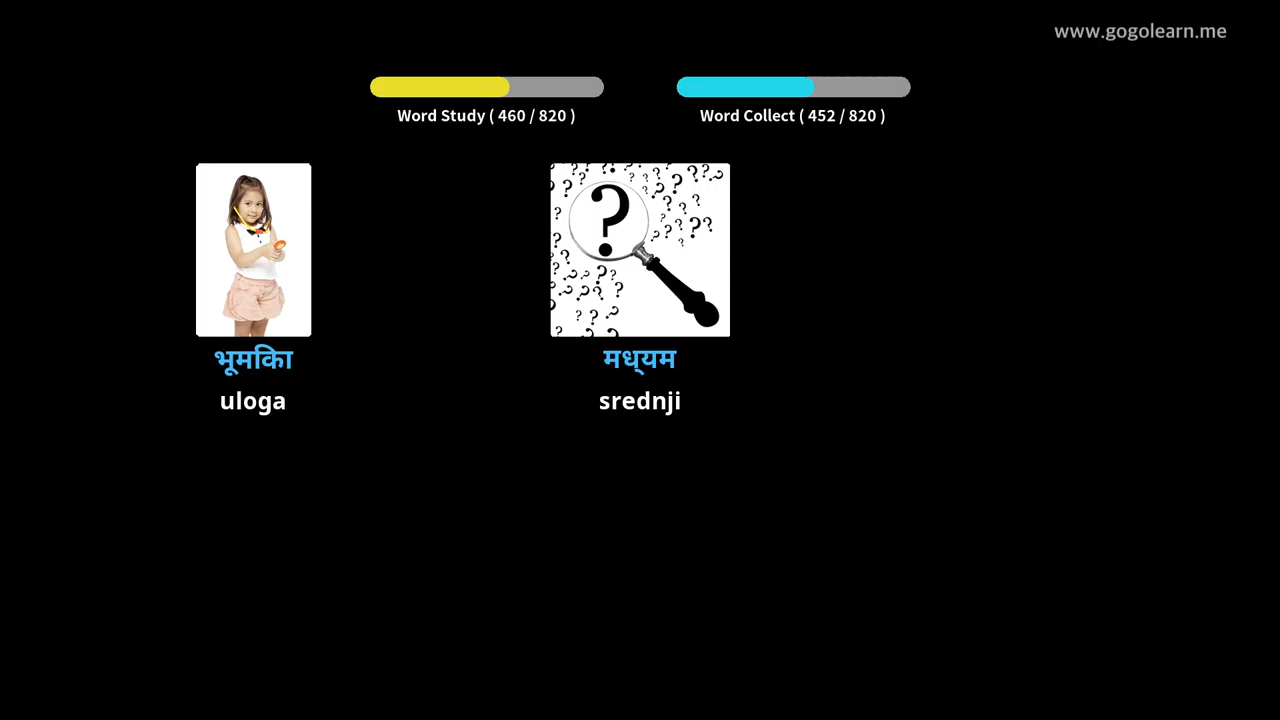 www.gogolearn.me
Word Study ( 460 / 820 )
Word Collect ( 452 / 820 )
भूमिका
मध्यम
uloga
srednji